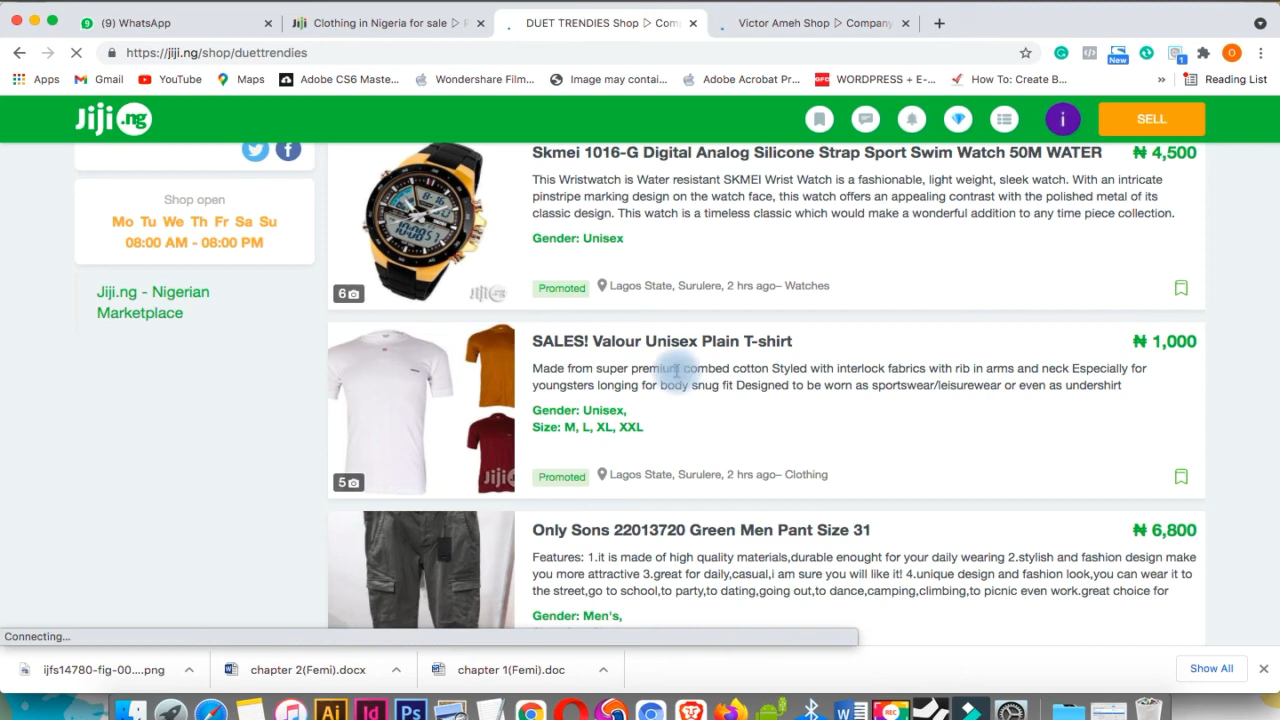 9 (9) WhatsApp
Jiji Clothing in Nigeria for sale ▷ P
DUET TRENDIES Shop ▷ Com
Victor Ameh Shop ▷ Company
https://jiji.ng/shop/duettrendies
O
Apps
Gmail
YouTube
Maps
Adobe CS6 Maste...
Wondershare Film...
Image may contai...
Adobe Acrobat Pr...
GFO WORDPRESS + E-...
How To: Create B...
»
Reading List
New
1
Jiji .ng
i
SELL
Shop open
Mo Tu We Th Fr Sa Su
08:00 AM - 08:00 PM
Jiji.ng - Nigerian
Marketplace
Skmei 1016-G Digital Analog Silicone Strap Sport Swim Watch 50M WATER
₦ 4,500
This Wristwatch is Water resistant SKMEI Wrist Watch is a fashionable, light weight, sleek watch. With an intricate
pinstripe marking design on the watch face, this watch offers an appealing contrast with the polished metal of its
classic design. This watch is a timeless classic which would make a wonderful addition to any time piece collection.
Gender: Unisex
6
Jiji.NG
Promoted
Lagos State, Surulere, 2 hrs ago– Watches
SALES! Valour Unisex Plain T-shirt
₦ 1,000
Made from super premium combed cotton Styled with interlock fabrics with rib in arms and neck Especially for
youngsters longing for body snug fit Designed to be worn as sportswear/leisurewear or even as undershirt
Gender: Unisex,
Size: M, L, XL, XXL
5
Promoted
Lagos State, Surulere, 2 hrs ago– Clothing
Only Sons 22013720 Green Men Pant Size 31
₦ 6,800
Features: 1.it is made of high quality materials,durable enought for your daily wearing 2.stylish and fashion design make
you more attractive 3.great for daily,casual,i am sure you will like it! 4.unique design and fashion look,you can wear it to
the street,go to school,to party,to dating,going out,to dance,camping,climbing,to picnic even work.great choice for
Gender: Men's,
Connecting...
ijfs14780-fig-00....png
chapter 2(Femi).docx
chapter 1(Femi).doc
Show All
Ai
Id
Ps
W
REC